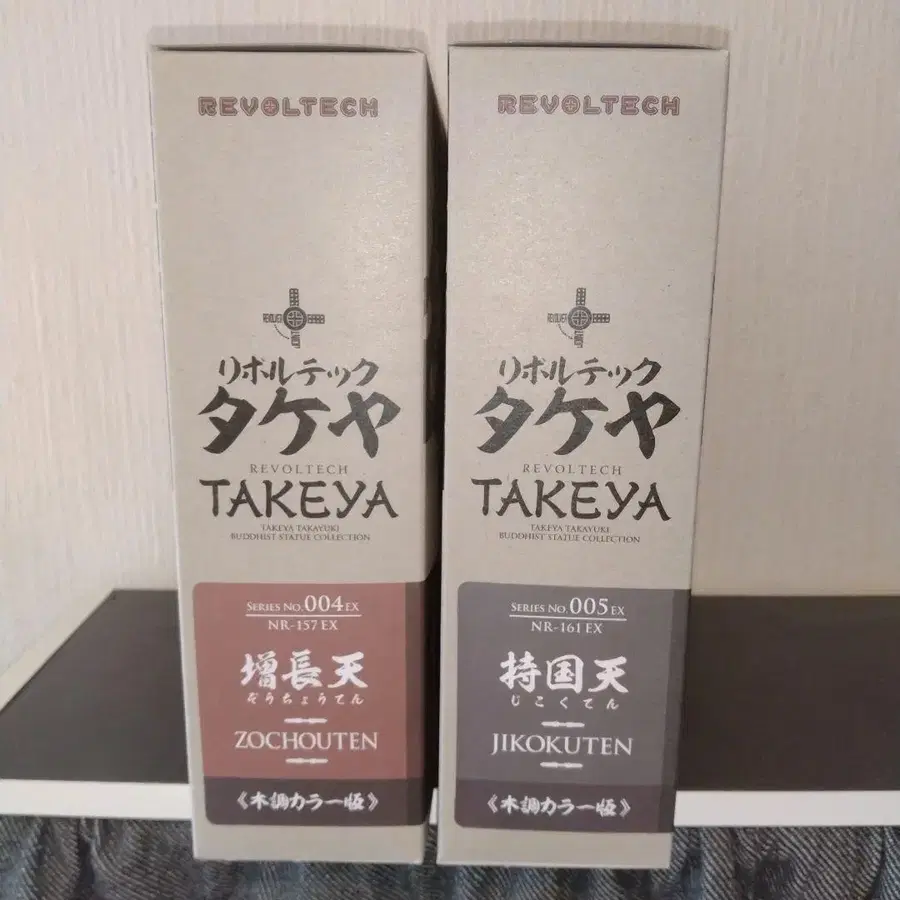 REVOLTECH
REVOLVER
リボルテック
タケヤ
REVOLTECH
TAKEYA
TAKEYA TAKAYUKI
BUDDHIST STATUE COLLECTION
SERIES NO.004EX
NR-157 EX
増長天
ぞうちょうてん
ZOCHOUTEN
《木調カラー版》
REVOLTECH
REVOLVER
リボルテック
タケヤ
REVOLTECH
TAKEYA
TAKEYA TAKAYUKI
BUDDHIST STATUE COLLECTION
SERIES NO.005EX
NR-161 EX
持国天
じこくてん
JIKOKUTEN
《木調カラー版》